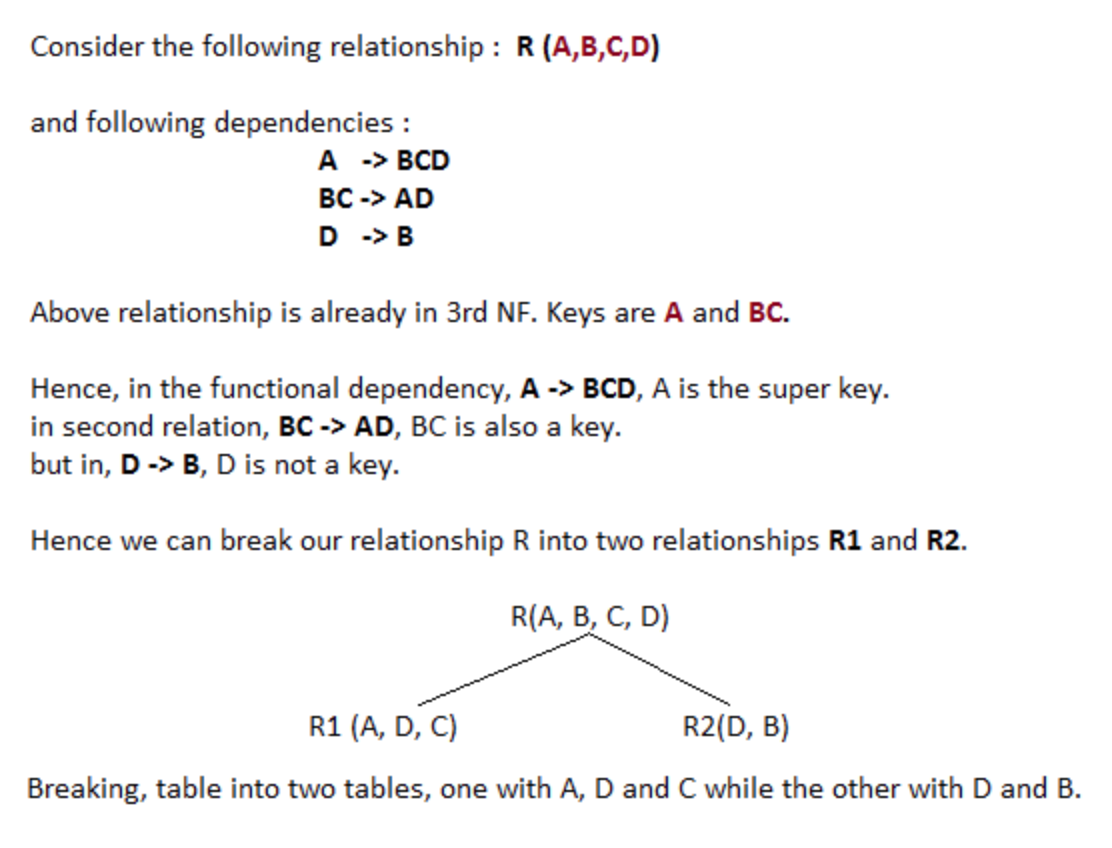 Consider the following relationship : R (A,B,C,D)
and following dependencies :
A -> BCD
BC -> AD
D -> B
Above relationship is already in 3rd NF. Keys are A and BC.
Hence, in the functional dependency, A -> BCD, A is the super key.
in second relation, BC -> AD, BC is also a key.
but in, D -> B, D is not a key.
Hence we can break our relationship R into two relationships R1 and R2.
R(A, B, C, D)
R1 (A, D, C) R2(D, B)
Breaking, table into two tables, one with A, D and C while the other with D and B.